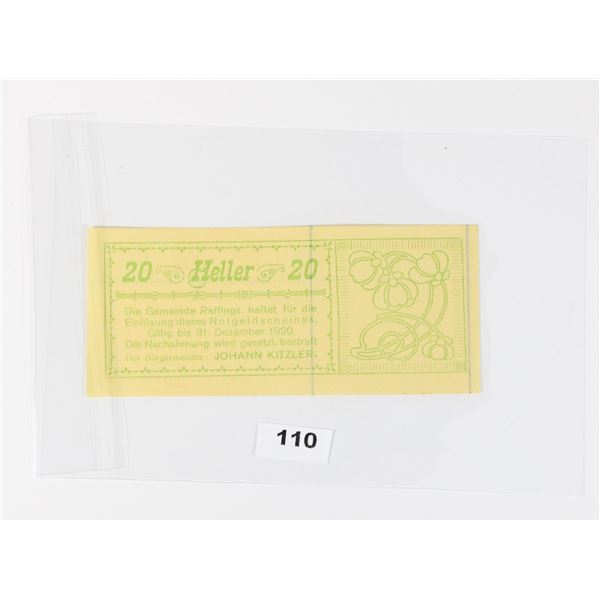 20 Heller 20
Die Gemeinde Raffings haftet für die
Einlösung dieses Notgeldscheines.
Giltig bis 31. Dezember 1920
Die Nachahmung wird gesetzl. bestraft
Der Bürgermeister: JOHANN KITZLER.
110